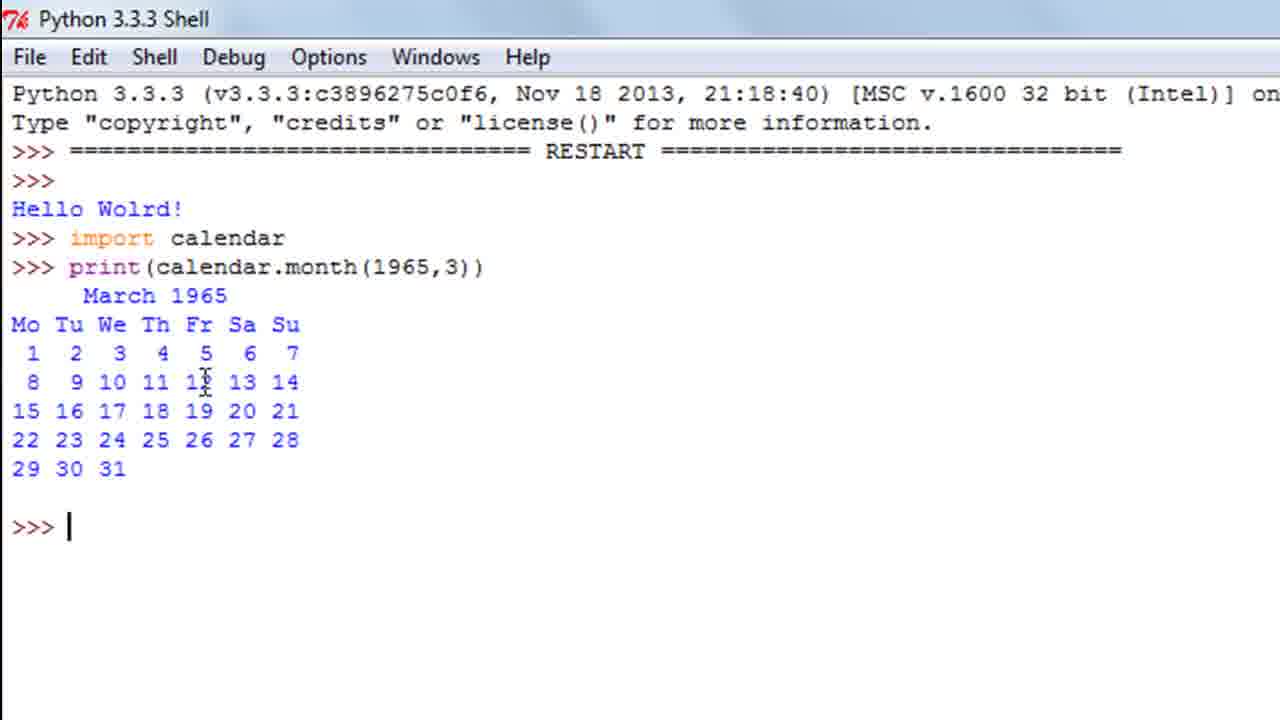 Python 3.3.3 Shell
File Edit Shell Debug Options Windows Help
Python 3.3.3 (v3.3.3:c3896275c0f6, Nov 18 2013, 21:18:40) [MSC v.1600 32 bit (Intel)] on
Type "copyright", "credits" or "license()" for more information.
>>> ================================ RESTART ================================
>>>
Hello Wolrd!
>>> import calendar
>>> print(calendar.month(1965,3))
     March 1965
Mo Tu We Th Fr Sa Su
 1  2  3  4  5  6  7
 8  9 10 11 12 13 14
15 16 17 18 19 20 21
22 23 24 25 26 27 28
29 30 31
>>>